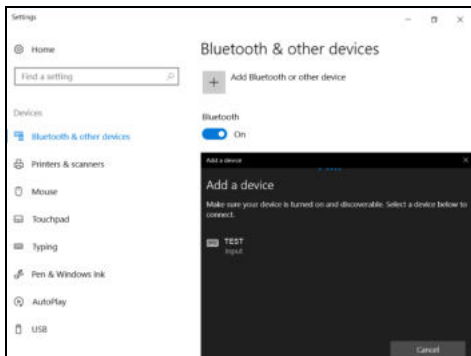 Settings
Home
Find a setting
Devices
Bluetooth & other devices
Printers & scanners
Mouse
Touchpad
Typing
Pen & Windows Ink
AutoPlay
USB
Bluetooth & other devices
Add Bluetooth or other device
Bluetooth
On
Add a device
Add a device
Make sure your device is turned on and discoverable. Select a device below to
connect.
TEST
Input
Cancel